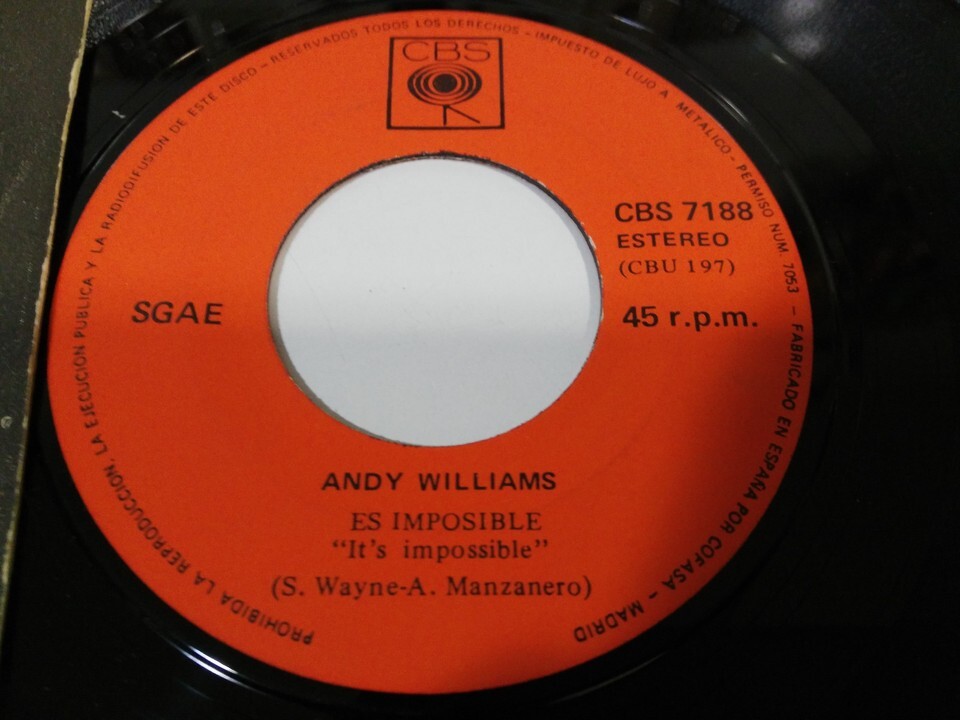 PROHIBIDA LA REPRODUCCION, LA EJECUCION PUBLICA Y LA RADIODIFUSION DE ESTE DISCO – RESERVADOS TODOS LOS DERECHOS – IMPUESTO DE LUJO A METALICO – PERMISO NUM. 7053 – FABRICADO EN ESPAÑA POR COFASA – MADRID
CBS
CBS 7188
ESTEREO
(CBU 197)
SGAE
45 r.p.m.
ANDY WILLIAMS
ES IMPOSIBLE
"It's impossible"
(S. Wayne-A. Manzanero)